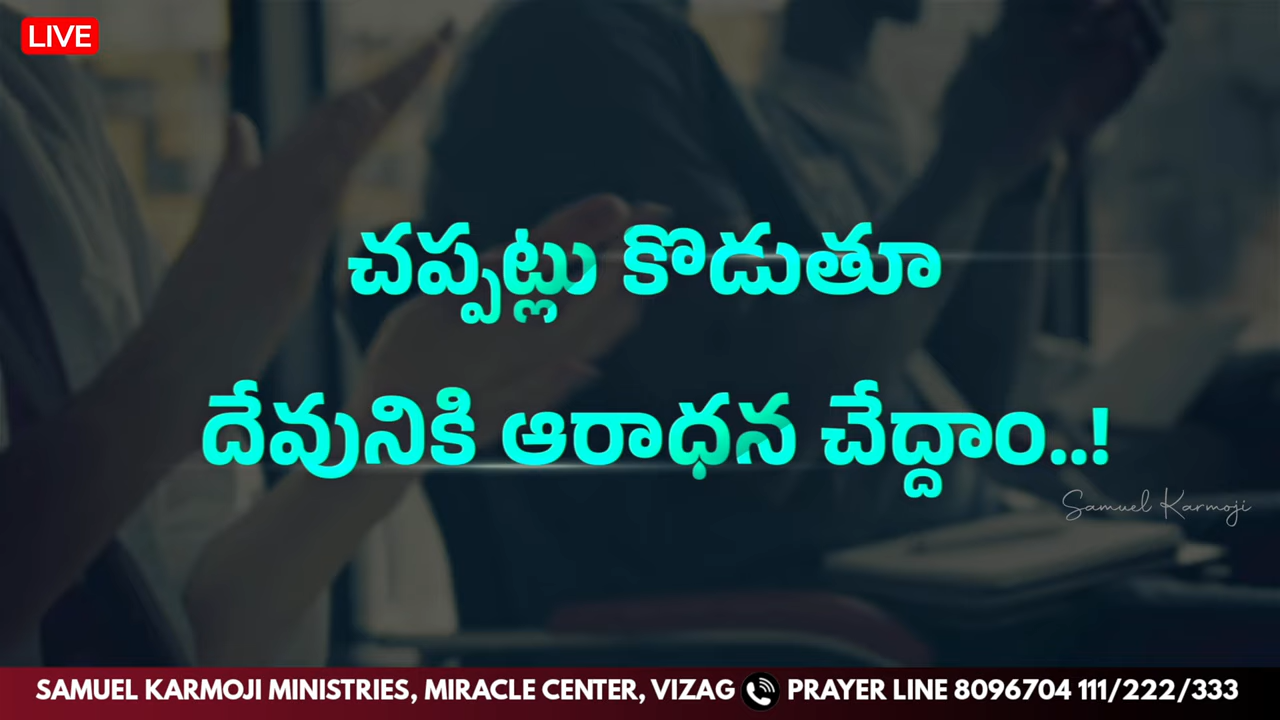 LIVE
చప్పట్లు కొడుతూ
దేవునికి ఆరాధన చేద్దాం..!
Samuel Karmoji
SAMUEL KARMOJI MINISTRIES, MIRACLE CENTER, VIZAG PRAYER LINE 8096704 111/222/333